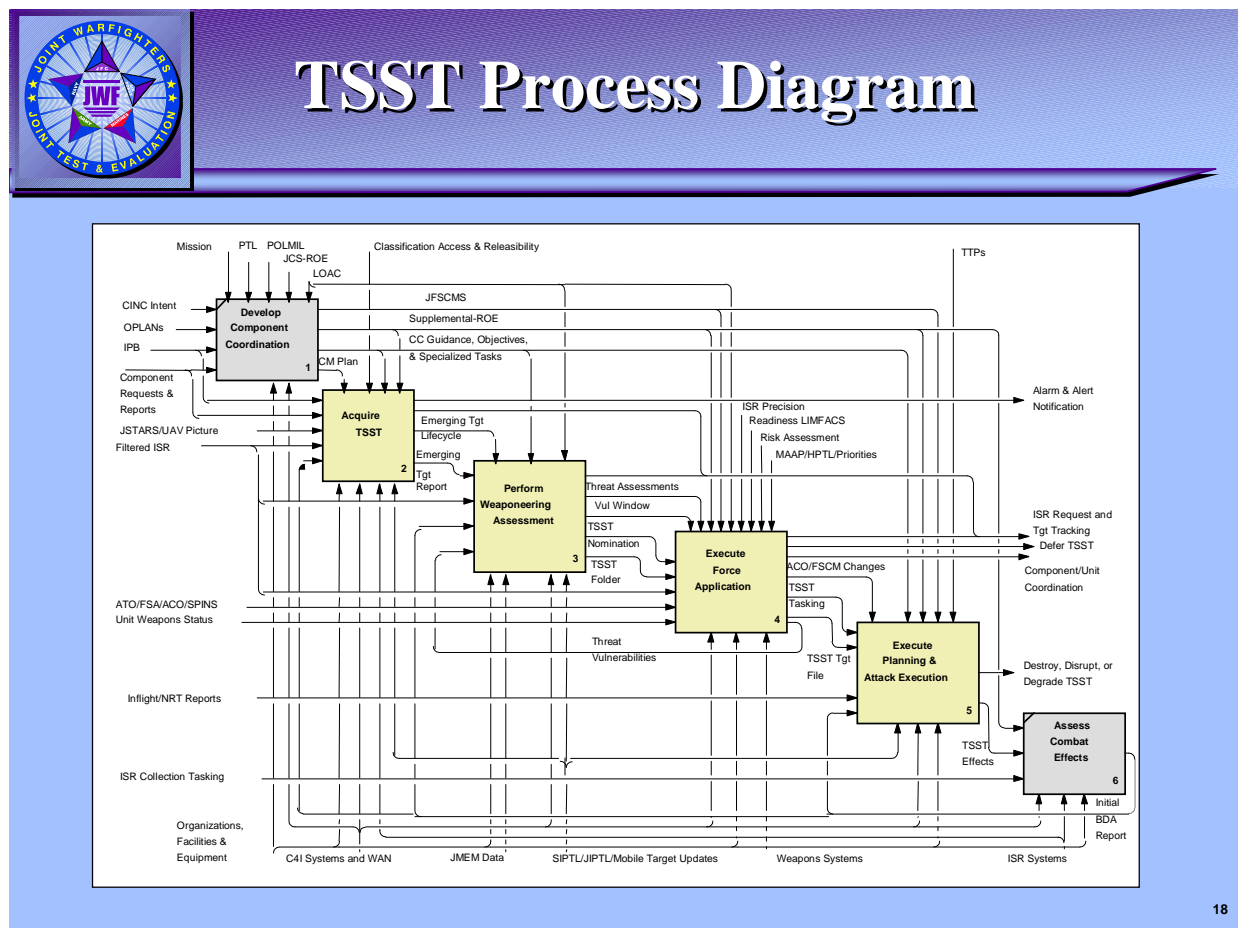 JOINT WARFIGHTERS
JOINT TEST & EVALUATION
JFC
JWF
TSST Process Diagram
Mission
PTL
POLMIL
JCS-ROE
LOAC
Classification Access & Releasibility
TTPs
CINC Intent
OPLANs
IPB
Component
Requests &
Reports
JSTARS/UAV Picture
Filtered ISR
Develop
Component
Coordination
1
JFSCMS
Supplemental-ROE
CC Guidance, Objectives,
& Specialized Tasks
CM Plan
Acquire
TSST
2
Emerging Tgt
Lifecycle
Emerging
Tgt
Report
Perform
Weaponeering
Assessment
3
ISR Precision
Readiness LIMFACS
Risk Assessment
MAAP/HPTL/Priorities
Threat Assessments
Vul Window
TSST
Nomination
TSST
Folder
Execute
Force
Application
4
Alarm & Alert
Notification
ISR Request and
Tgt Tracking
Defer TSST
Component/Unit
Coordination
ACO/FSCM Changes
TSST
Tasking
TSST Tgt
File
ATO/FSA/ACO/SPINS
Unit Weapons Status
Threat
Vulnerabilities
Execute
Planning &
Attack Execution
5
Destroy, Disrupt, or
Degrade TSST
Inflight/NRT Reports
TSST
Effects
Assess
Combat
Effects
6
ISR Collection Tasking
Initial
BDA
Report
Organizations,
Facilities &
Equipment
C4I Systems and WAN
JMEM Data
SIPTL/JIPTL/Mobile Target Updates
Weapons Systems
ISR Systems
18